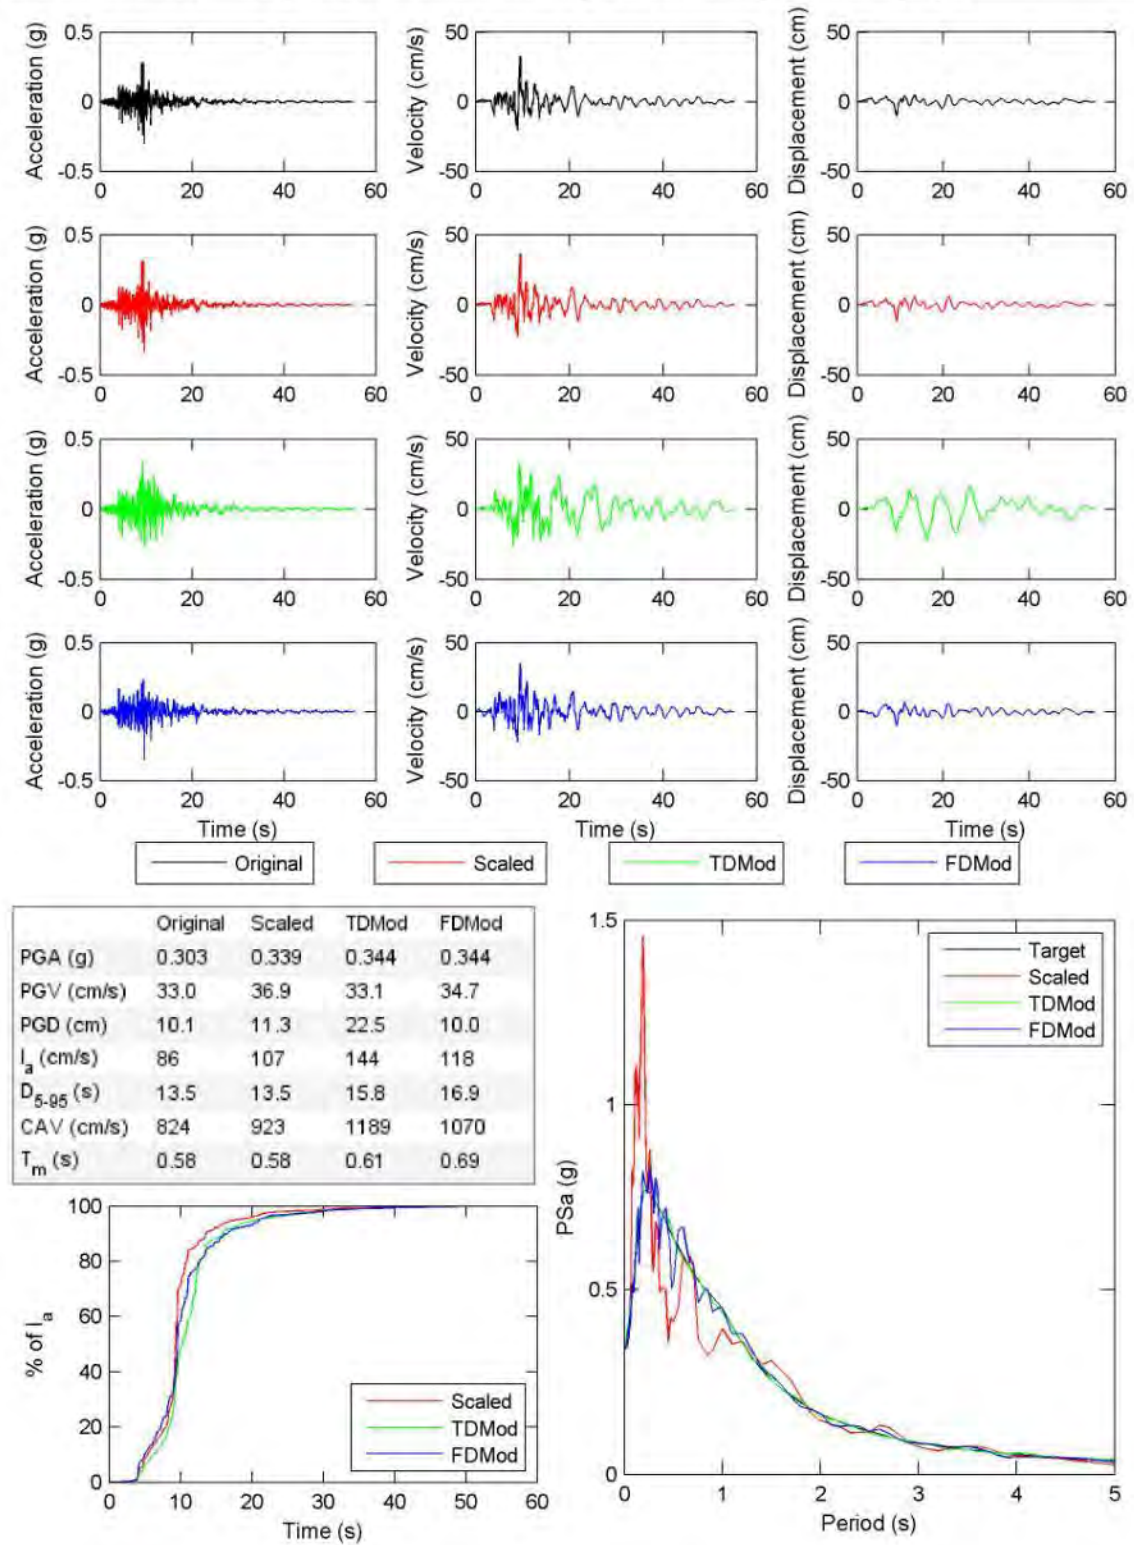 Acceleration (g)
0.5
0
-0.5
0 20 40 60
Velocity (cm/s)
50
0
-50
0 20 40 60
Displacement (cm)
50
0
-50
0 20 40 60
Acceleration (g)
0.5
0
-0.5
0 20 40 60
Velocity (cm/s)
50
0
-50
0 20 40 60
Displacement (cm)
50
0
-50
0 20 40 60
Acceleration (g)
0.5
0
-0.5
0 20 40 60
Velocity (cm/s)
50
0
-50
0 20 40 60
Displacement (cm)
50
0
-50
0 20 40 60
Acceleration (g)
0.5
0
-0.5
0 20 40 60
Time (s)
Velocity (cm/s)
50
0
-50
0 20 40 60
Time (s)
Displacement (cm)
50
0
-50
0 20 40 60
Time (s)
Original
Scaled
TDMod
FDMod
Original Scaled TDMod FDMod
PGA (g) 0.303 0.339 0.344 0.344
PGV (cm/s) 33.0 36.9 33.1 34.7
PGD (cm) 10.1 11.3 22.5 10.0
Ia (cm/s) 86 107 144 118
D5-95 (s) 13.5 13.5 15.8 16.9
CAV (cm/s) 824 923 1189 1070
Tm (s) 0.58 0.58 0.61 0.69
% of Ia
100
80
60
40
20
0
0 10 20 30 40 50 60
Time (s)
Scaled
TDMod
FDMod
PSa (g)
1.5
1
0.5
0
0 1 2 3 4 5
Period (s)
Target
Scaled
TDMod
FDMod